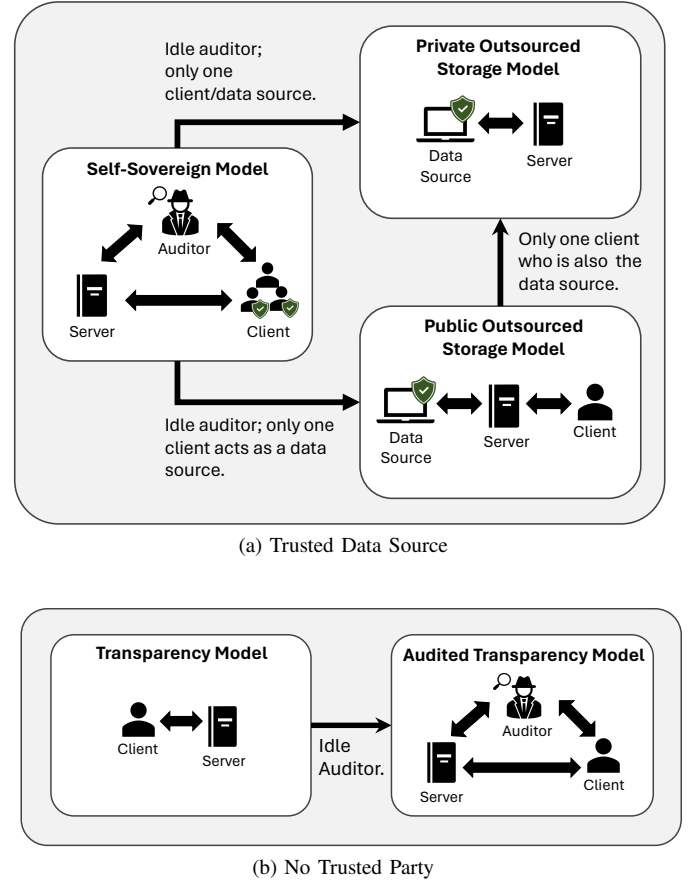 Idle auditor;
only one
client/data source.
Private Outsourced
Storage Model
Data
Source
Server
Self-Sovereign Model
Auditor
Server
Client
Only one client
who is also the
data source.
Public Outsourced
Storage Model
Data
Source
Server
Client
Idle auditor; only one
client acts as a data
source.
(a) Trusted Data Source
Transparency Model
Client
Server
Idle
Auditor.
Audited Transparency Model
Auditor
Server
Client
(b) No Trusted Party